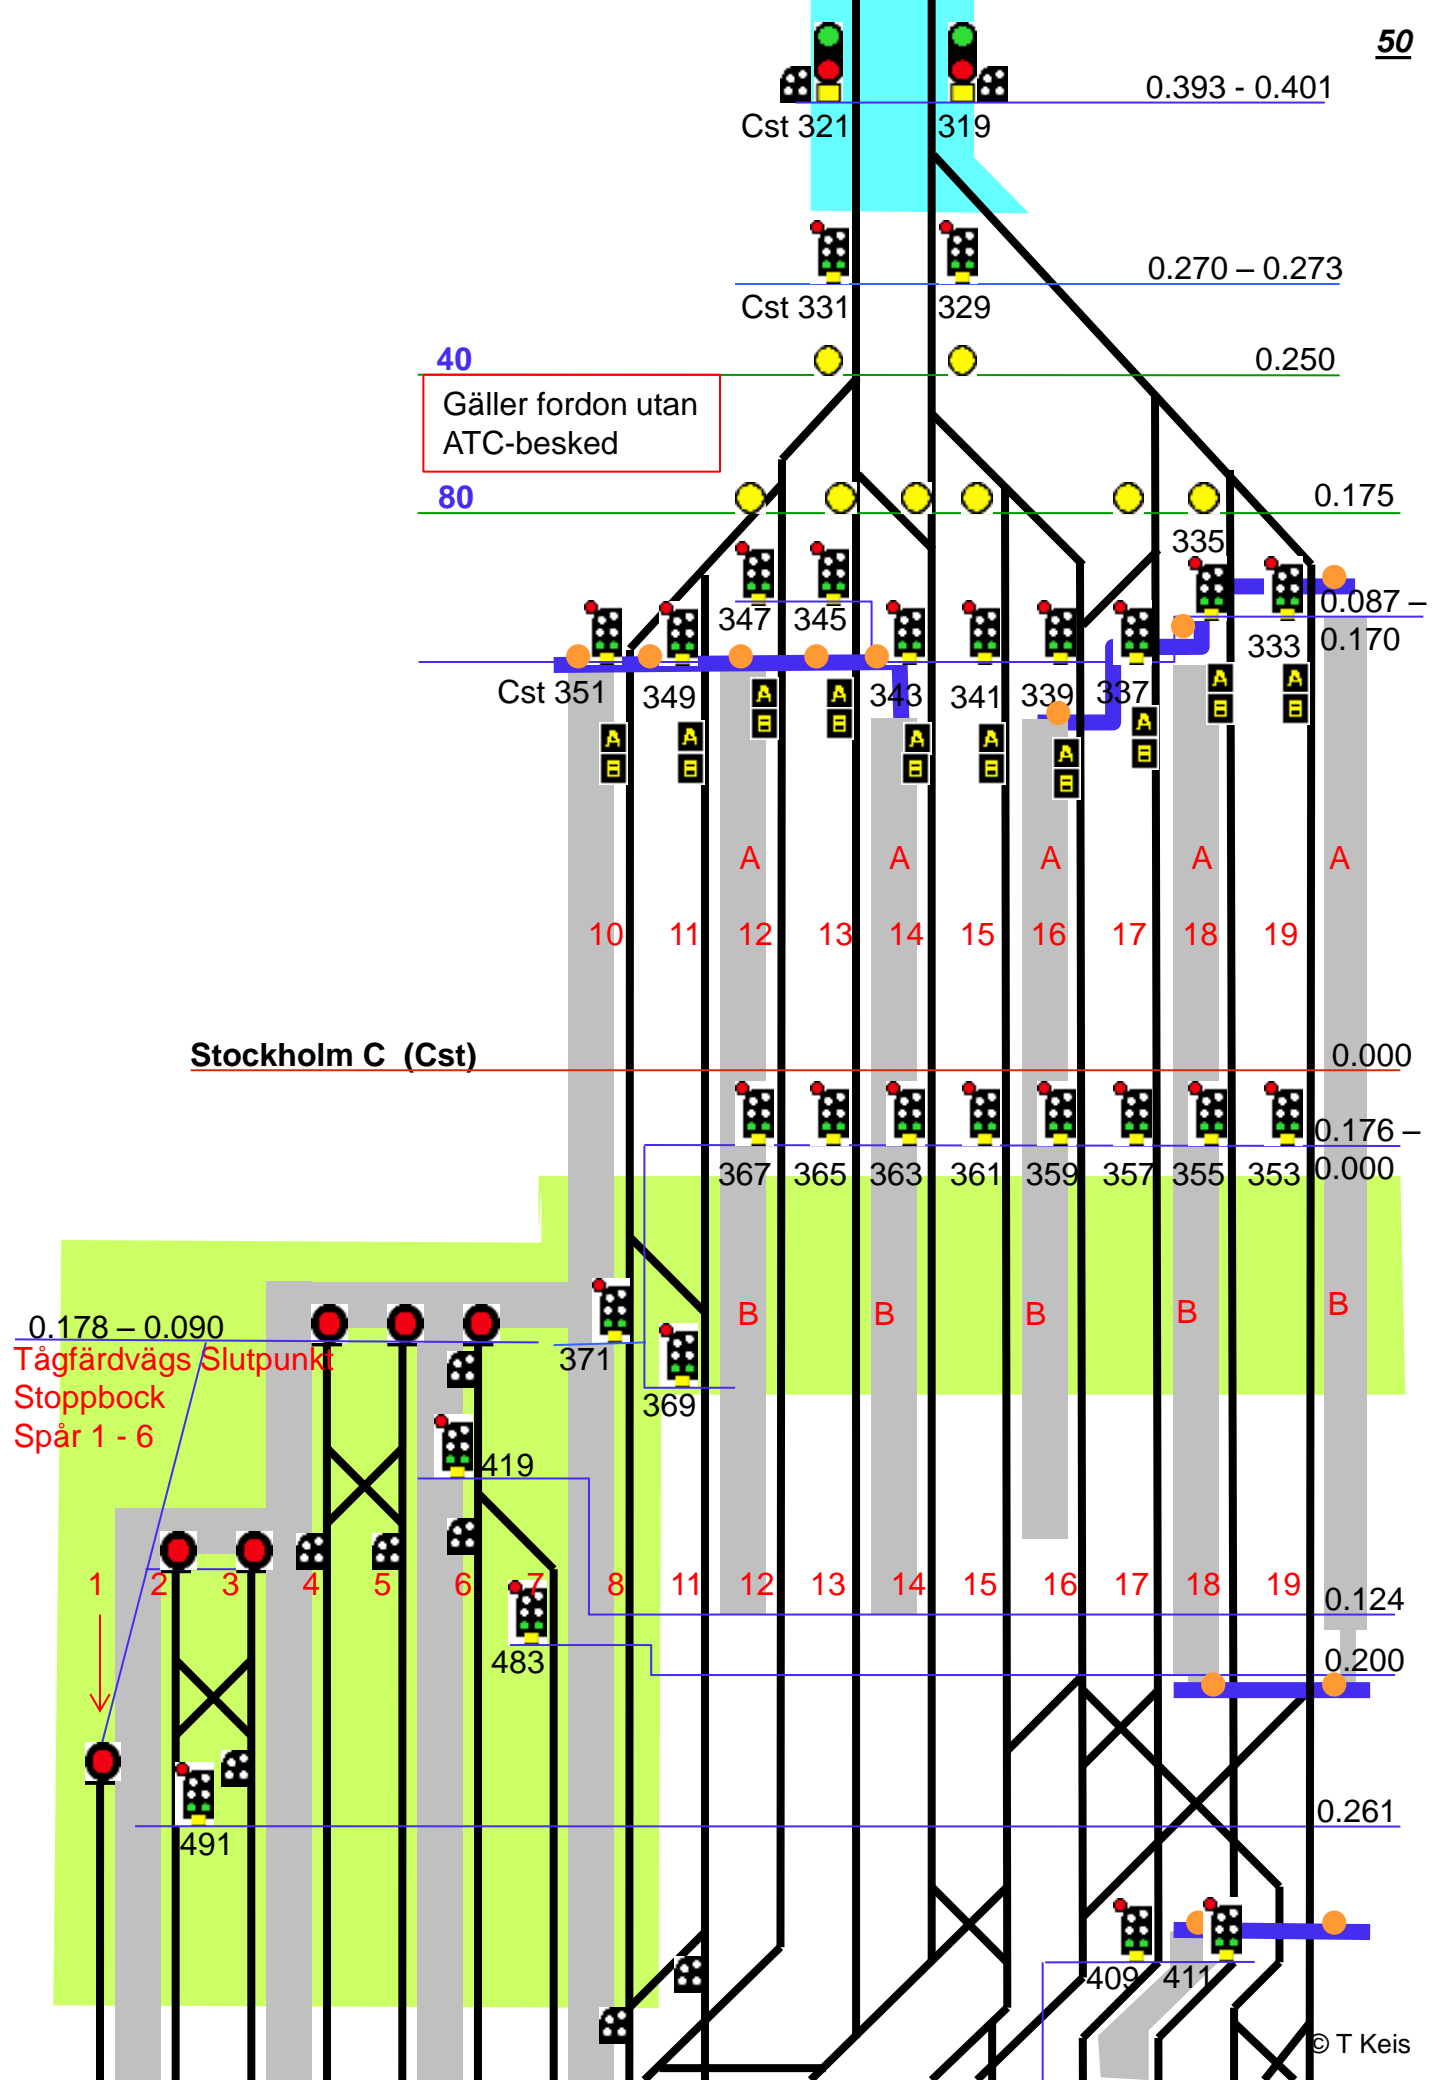 50
0.393 - 0.401
Cst 321
319
0.270 – 0.273
Cst 331
329
40
0.250
Gäller fordon utan
ATC-besked
80
0.175
335
347
345
0.087 –
333
0.170
Cst 351
349
343
341
339
337
A
B
A
B
A
B
A
B
A
B
A
B
A
B
A
B
A
B
A
B
A A A A A
10 11 12 13 14 15 16 17 18 19
Stockholm C (Cst)
0.000
0.176 –
0.000
367 365 363 361 359 357 355 353
B B B B B
0.178 – 0.090
Tågfärdvägs Slutpunkt
Stoppbock
Spår 1 - 6
371
369
419
1 2 3 4 5 6 7 8 11 12 13 14 15 16 17 18 19
0.124
483
0.200
0.261
491
409 411
© T Keis